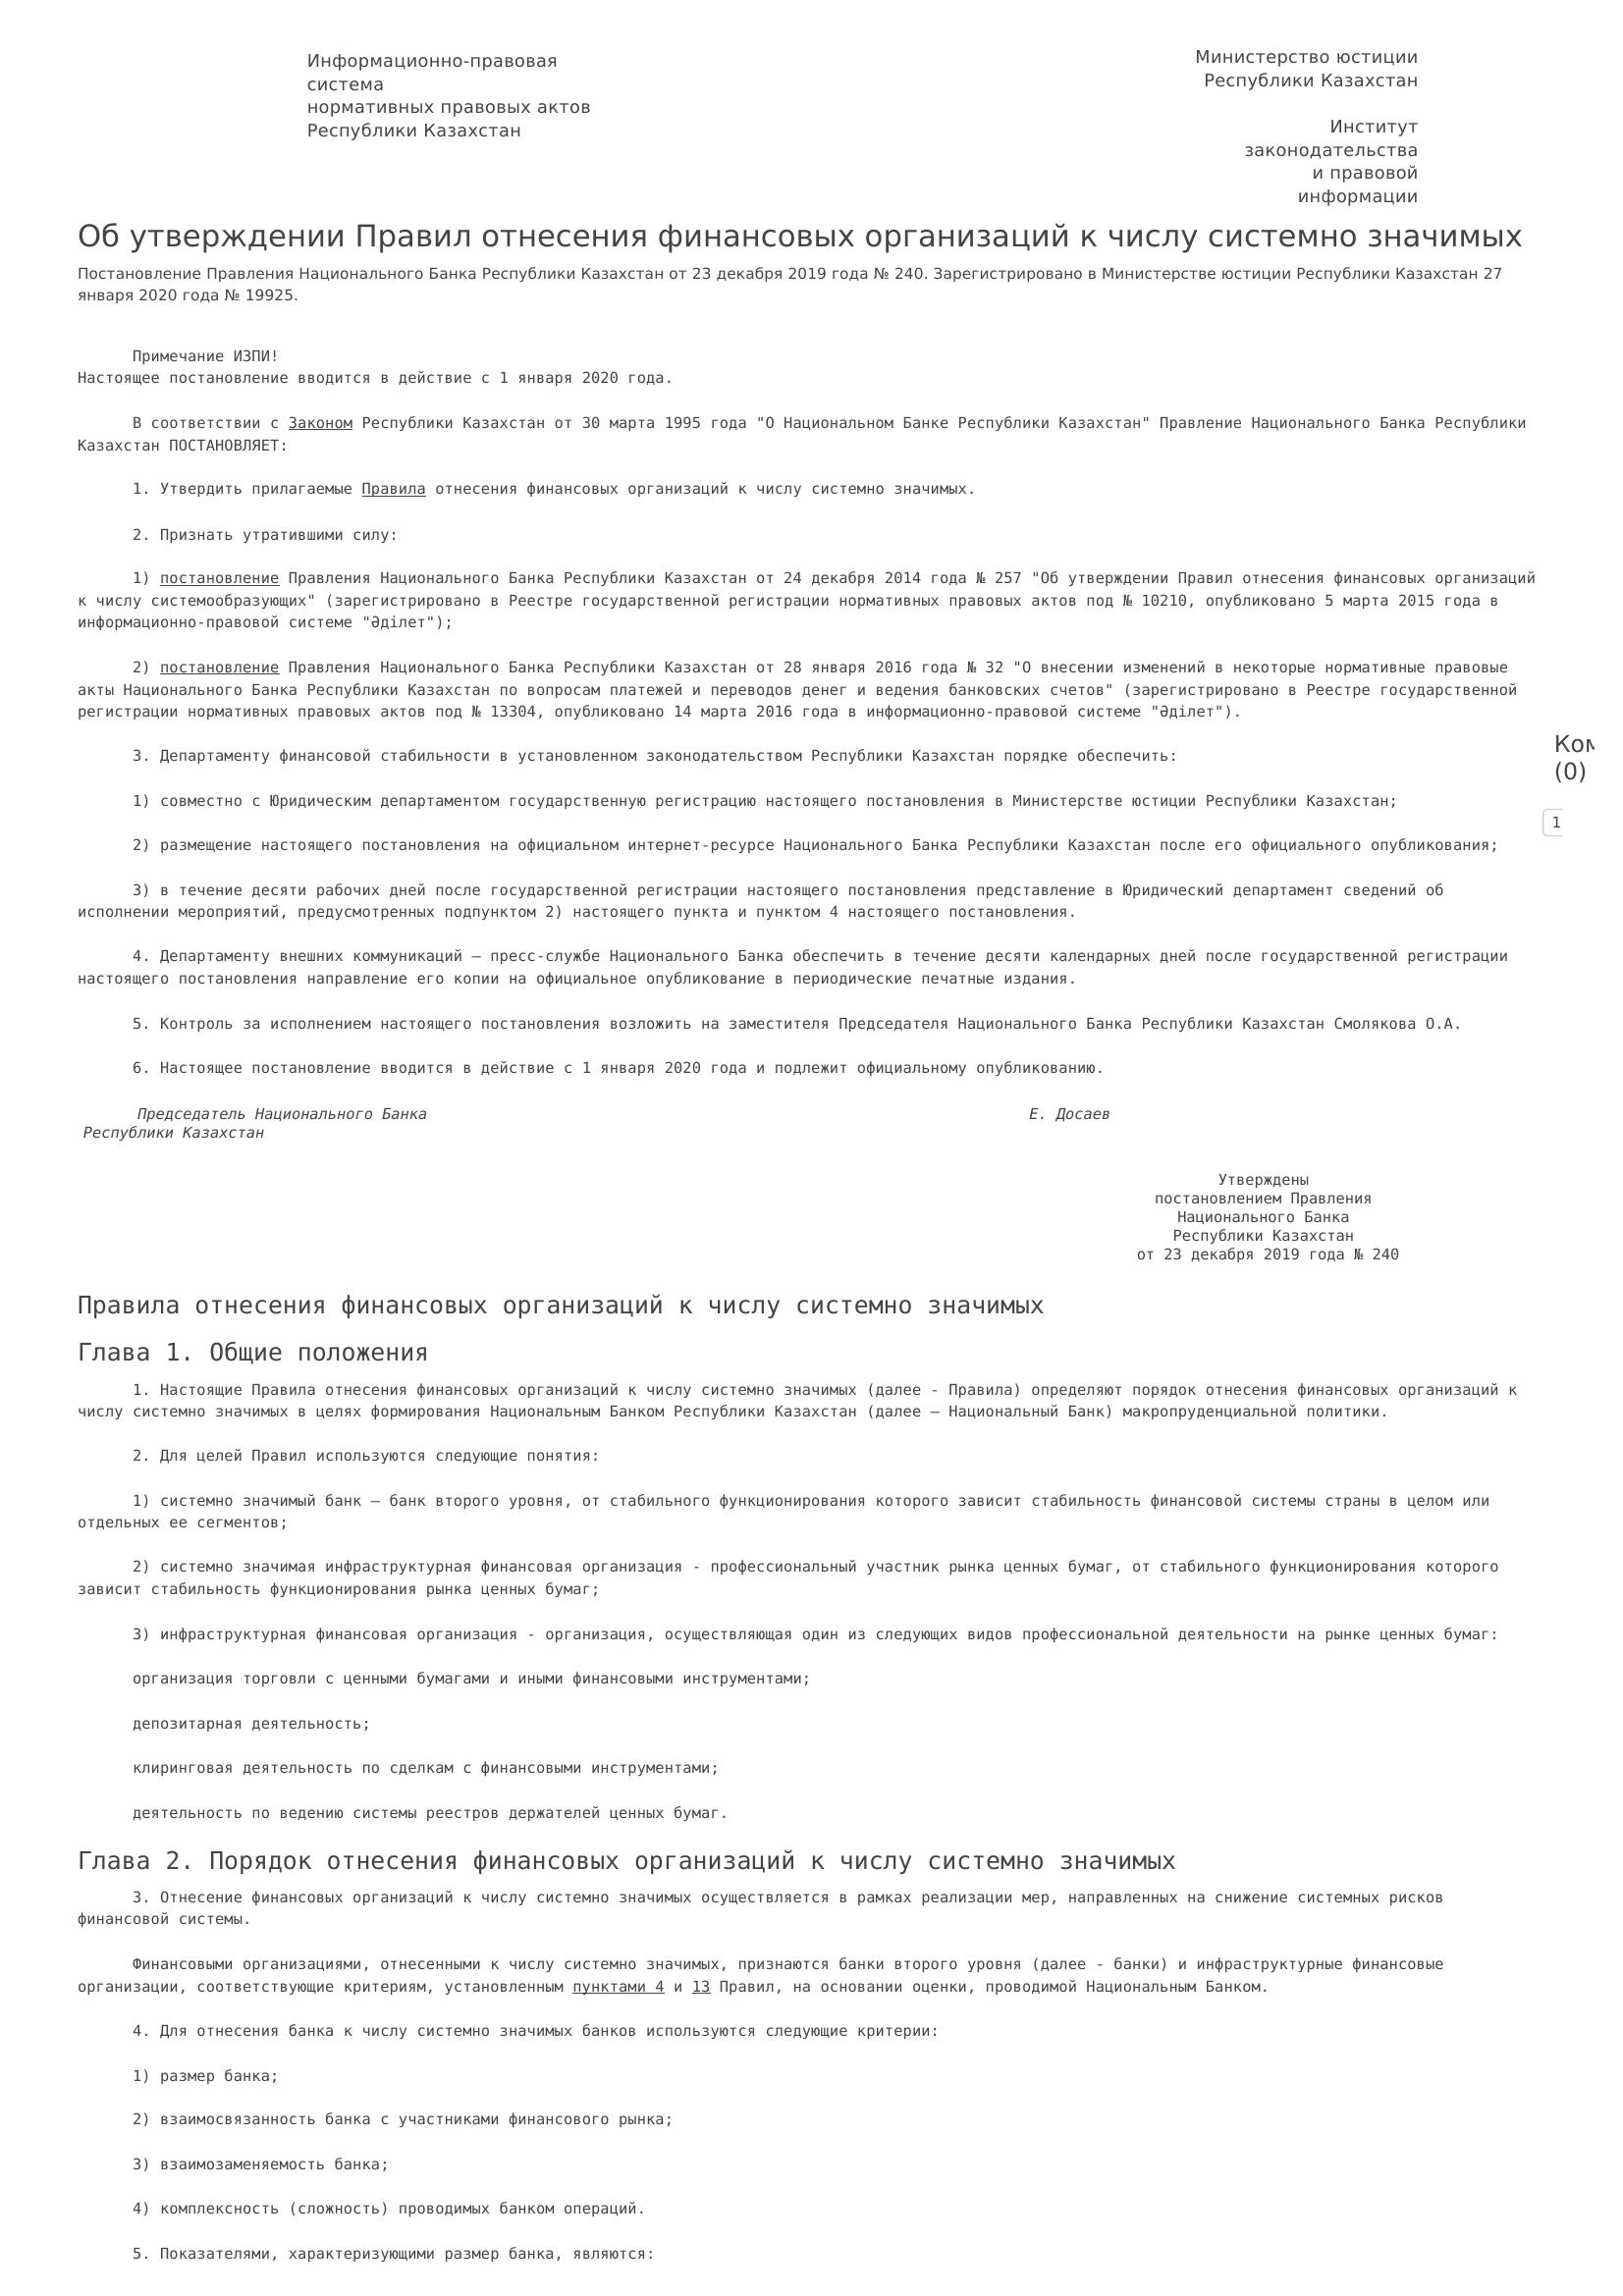 Информационно-правовая
система
нормативных правовых актов
Республики Казахстан
Министерство юстиции
Республики Казахстан
Институт
законодательства
и правовой
информации
Об утверждении Правил отнесения финансовых организаций к числу системно значимых
Постановление Правления Национального Банка Республики Казахстан от 23 декабря 2019 года № 240. Зарегистрировано в Министерстве юстиции Республики Казахстан 27
января 2020 года № 19925.
Примечание ИЗПИ!
Настоящее постановление вводится в действие с 1 января 2020 года.
В соответствии с Законом Республики Казахстан от 30 марта 1995 года "О Национальном Банке Республики Казахстан" Правление Национального Банка Республики
Казахстан ПОСТАНОВЛЯЕТ:
1. Утвердить прилагаемые Правила отнесения финансовых организаций к числу системно значимых.
2. Признать утратившими силу:
1) постановление Правления Национального Банка Республики Казахстан от 24 декабря 2014 года № 257 "Об утверждении Правил отнесения финансовых организаций
к числу системообразующих" (зарегистрировано в Реестре государственной регистрации нормативных правовых актов под № 10210, опубликовано 5 марта 2015 года в
информационно-правовой системе "Әділет");
2) постановление Правления Национального Банка Республики Казахстан от 28 января 2016 года № 32 "О внесении изменений в некоторые нормативные правовые
акты Национального Банка Республики Казахстан по вопросам платежей и переводов денег и ведения банковских счетов" (зарегистрировано в Реестре государственной
регистрации нормативных правовых актов под № 13304, опубликовано 14 марта 2016 года в информационно-правовой системе "Әділет").
3. Департаменту финансовой стабильности в установленном законодательством Республики Казахстан порядке обеспечить:
(0)
1) совместно с Юридическим департаментом государственную регистрацию настоящего постановления в Министерстве юстиции Республики Казахстан;
1
2) размещение настоящего постановления на официальном интернет-ресурсе Национального Банка Республики Казахстан после его официального опубликования;
3) в течение десяти рабочих дней после государственной регистрации настоящего постановления представление в Юридический департамент сведений об
исполнении мероприятий, предусмотренных подпунктом 2) настоящего пункта и пунктом 4 настоящего постановления.
4. Департаменту внешних коммуникаций – пресс-службе Национального Банка обеспечить в течение десяти календарных дней после государственной регистрации
настоящего постановления направление его копии на официальное опубликование в периодические печатные издания.
5. Контроль за исполнением настоящего постановления возложить на заместителя Председателя Национального Банка Республики Казахстан Смолякова О.А.
6. Настоящее постановление вводится в действие с 1 января 2020 года и подлежит официальному опубликованию.
Председатель Национального Банка
Республики Казахстан
Е. Досаев
Утверждены
постановлением Правления
Национального Банка
Республики Казахстан
от 23 декабря 2019 года № 240
Правила отнесения финансовых организаций к числу системно значимых
Глава 1. Общие положения
1. Настоящие Правила отнесения финансовых организаций к числу системно значимых (далее - Правила) определяют порядок отнесения финансовых организаций к
числу системно значимых в целях формирования Национальным Банком Республики Казахстан (далее – Национальный Банк) макропруденциальной политики.
2. Для целей Правил используются следующие понятия:
1) системно значимый банк – банк второго уровня, от стабильного функционирования которого зависит стабильность финансовой системы страны в целом или
отдельных ее сегментов;
2) системно значимая инфраструктурная финансовая организация - профессиональный участник рынка ценных бумаг, от стабильного функционирования которого
зависит стабильность функционирования рынка ценных бумаг;
3) инфраструктурная финансовая организация - организация, осуществляющая один из следующих видов профессиональной деятельности на рынке ценных бумаг:
организация торговли с ценными бумагами и иными финансовыми инструментами;
депозитарная деятельность;
клиринговая деятельность по сделкам с финансовыми инструментами;
деятельность по ведению системы реестров держателей ценных бумаг.
Глава 2. Порядок отнесения финансовых организаций к числу системно значимых
3. Отнесение финансовых организаций к числу системно значимых осуществляется в рамках реализации мер, направленных на снижение системных рисков
финансовой системы.
Финансовыми организациями, отнесенными к числу системно значимых, признаются банки второго уровня (далее - банки) и инфраструктурные финансовые
организации, соответствующие критериям, установленным пунктами 4 и 13 Правил, на основании оценки, проводимой Национальным Банком.
4. Для отнесения банка к числу системно значимых банков используются следующие критерии:
1) размер банка;
2) взаимосвязанность банка с участниками финансового рынка;
3) взаимозаменяемость банка;
4) комплексность (сложность) проводимых банком операций.
5. Показателями, характеризующими размер банка, являются: